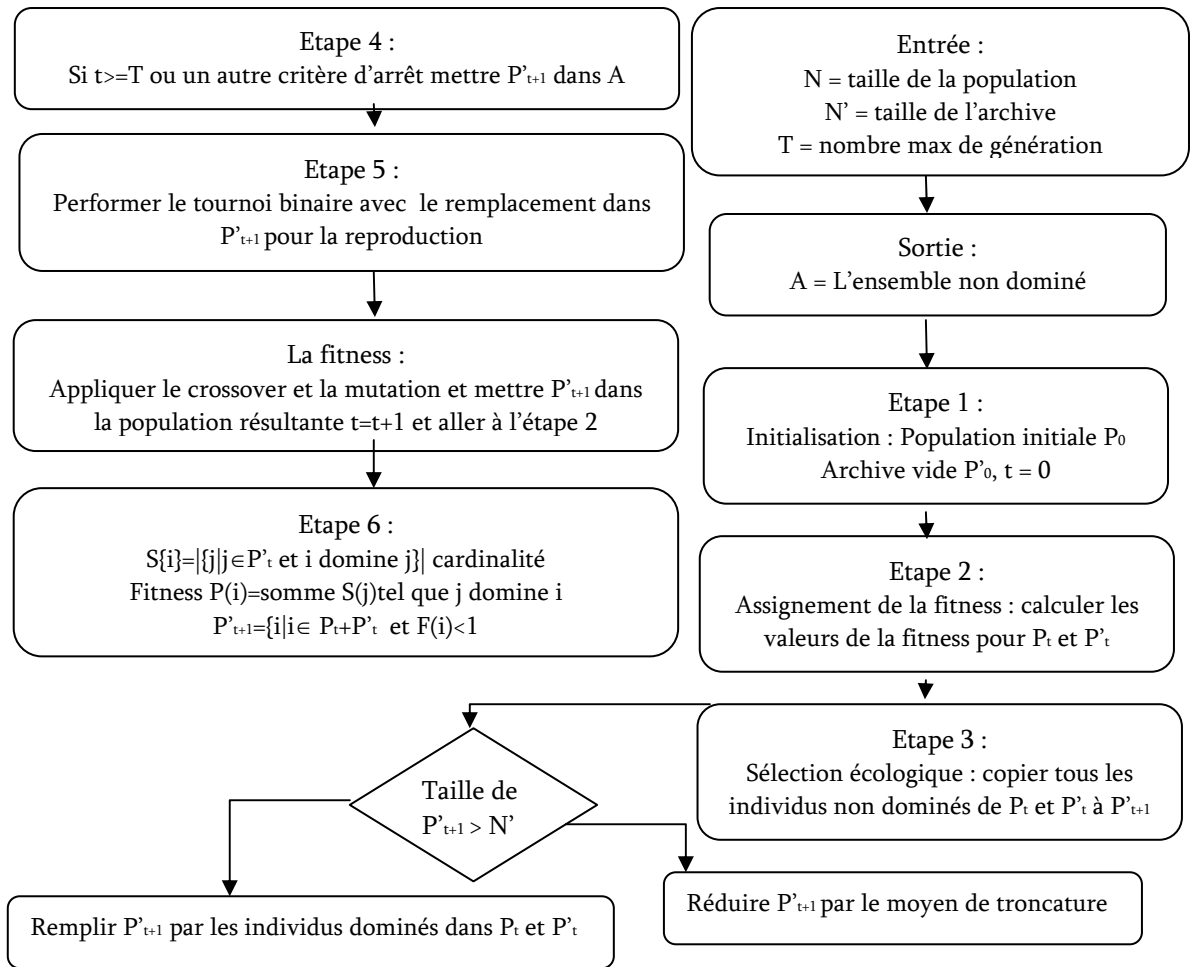 Etape 4 :
Si t>=T ou un autre critère d'arrêt mettre P't+1 dans A
Etape 5 :
Performer le tournoi binaire avec le remplacement dans
P't+1 pour la reproduction
La fitness :
Appliquer le crossover et la mutation et mettre P't+1 dans
la population résultante t=t+1 et aller à l'étape 2
Etape 6 :
S{i}=|{j|j∈P't et i domine j}| cardinalité
Fitness P(i)=somme S(j)tel que j domine i
P't+1={i|i∈ Pt+P't et F(i)<1
Entrée :
N = taille de la population
N' = taille de l'archive
T = nombre max de génération
Sortie :
A = L'ensemble non dominé
Etape 1 :
Initialisation : Population initiale P0
Archive vide P'0, t = 0
Etape 2 :
Assignement de la fitness : calculer les
valeurs de la fitness pour Pt et P't
Etape 3 :
Sélection écologique : copier tous les
individus non dominés de Pt et P't à P't+1
Taille de
P't+1 > N'
Remplir P't+1 par les individus dominés dans Pt et P't
Réduire P't+1 par le moyen de troncature